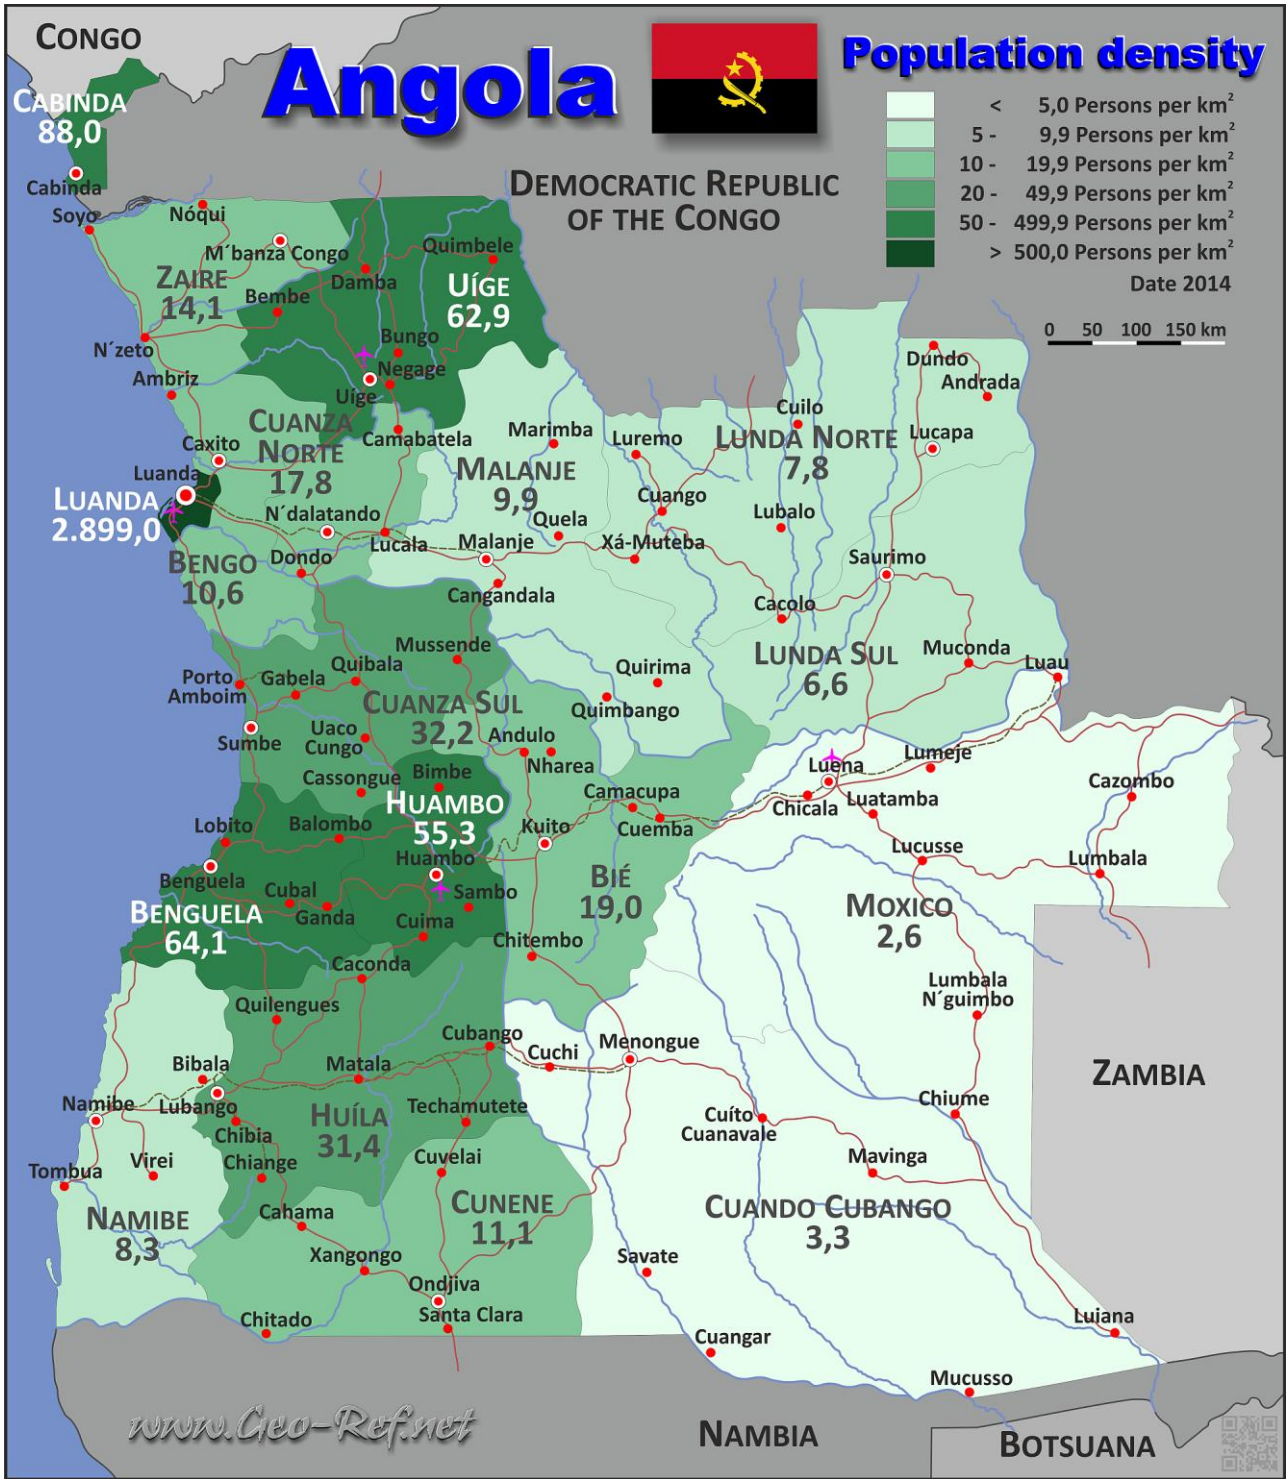 Angola
Population density
< 5,0 Persons per km²
5 - 9,9 Persons per km²
10 - 19,9 Persons per km²
20 - 49,9 Persons per km²
50 - 499,9 Persons per km²
> 500,0 Persons per km²
Date 2014
0 50 100 150 km
CONGO
CABINDA
88,0
Cabinda
DEMOCRATIC REPUBLIC
OF THE CONGO
Soyo
Nóqui
M´banza Congo
Quimbele
ZAIRE
14,1
Damba
Bembe
UÍGE
62,9
N´zeto
Bungo
Negage
Uíge
Ambriz
Dundo
Andrada
CUANZA
NORTE
17,8
Camabatela
Caxito
Marimba
Luremo
Cuilo
LUNDA NORTE
7,8
Lucapa
Luanda
LUANDA
2.899,0
MALANJE
9,9
Cuango
Lubalo
N´dalatando
Quela
Lucala
Malanje
Xá-Muteba
Saurimo
BENGO
10,6
Dondo
Cangandala
Cacolo
Mussende
LUNDA SUL
6,6
Muconda
Luau
Porto
Amboim
Gabela
Quibala
Quirima
CUANZA SUL
32,2
Quimbango
Sumbe
Uaco
Cungo
Andulo
Nharea
Luena
Lumeje
Cassongue
Bimbe
Camacupa
Chicala
Luatamba
Cazombo
HUAMBO
55,3
Lobito
Balombo
Kuito
Cuemba
Lucusse
Lumbala
Huambo
Benguela
Cubal
Ganda
Sambo
BIÉ
19,0
MOXICO
2,6
BENGUELA
64,1
Cuima
Chitembo
Caconda
Lumbala
N´guimbo
Quilengues
Cubango
Cuchi
Menongue
Bibala
Matala
ZAMBIA
Namibe
Lubango
HUÍLA
31,4
Techamutete
Cuíto
Cuanavale
Chiume
Chibia
Tombua
Virei
Chiange
Cuvelai
Mavinga
NAMIBE
8,3
Cahama
CUNENE
11,1
CUANDO CUBANGO
3,3
Xangongo
Savate
Ondjiva
Santa Clara
Chitado
Cuangar
Luiana
Mucusso
www.Geo-Ref.net
NAMBIA
BOTSUANA